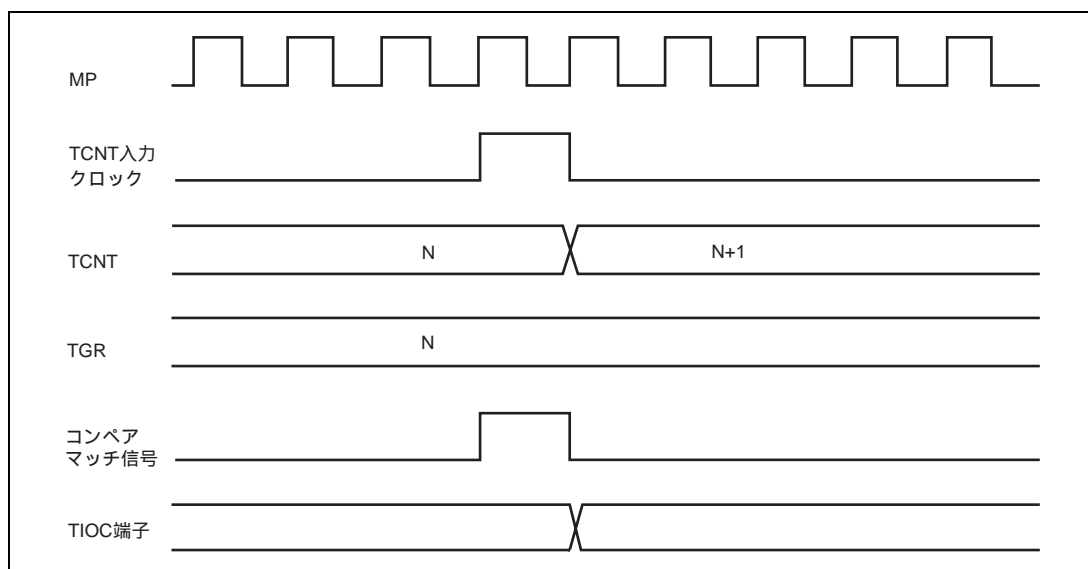 MP
TCNT入力
クロック
TCNT
N
N+1
TGR
N
コンペア
マッチ信号
TIOC端子